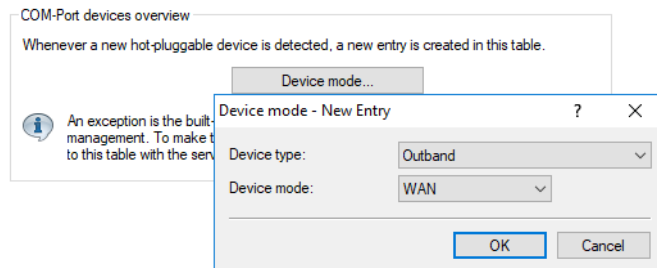 COM-Port devices overview
Whenever a new hot-pluggable device is detected, a new entry is created in this table.
Device mode...
An exception is the built-
management. To make t
to this table with the serv
Device mode - New Entry
?
Device type:
Outband
Device mode:
WAN
OK
Cancel